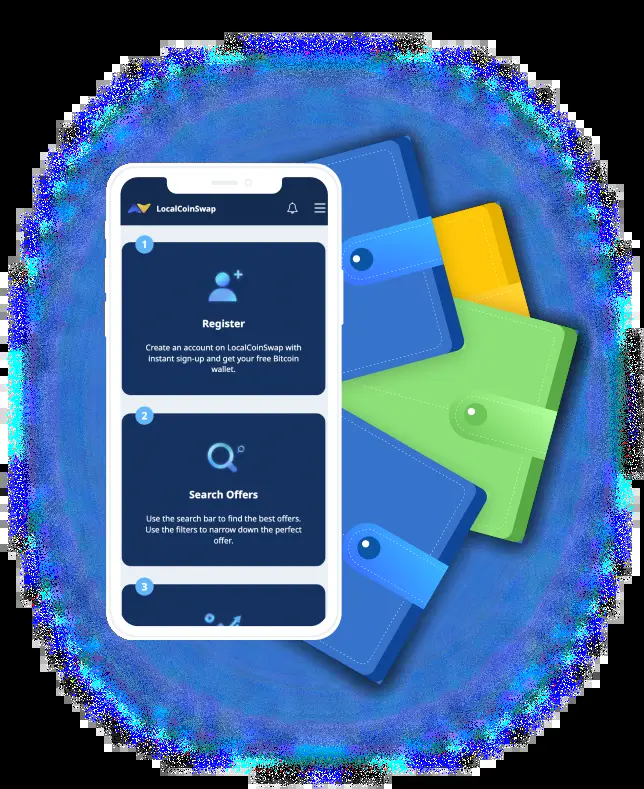 LocalCoinSwap
1
Register
Create an account on LocalCoinSwap with
instant sign-up and get your free Bitcoin
wallet.
2
Search Offers
Use the search bar to find the best offers.
Use the filters to narrow down the perfect
offer.
3